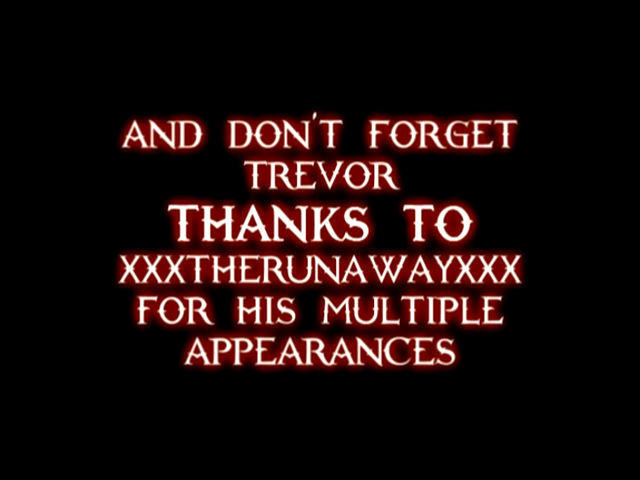 AND DON'T FORGET
TREVOR
THANKS TO
XXXTHERUNAWAYXXX
FOR HIS MULTIPLE
APPEARANCES